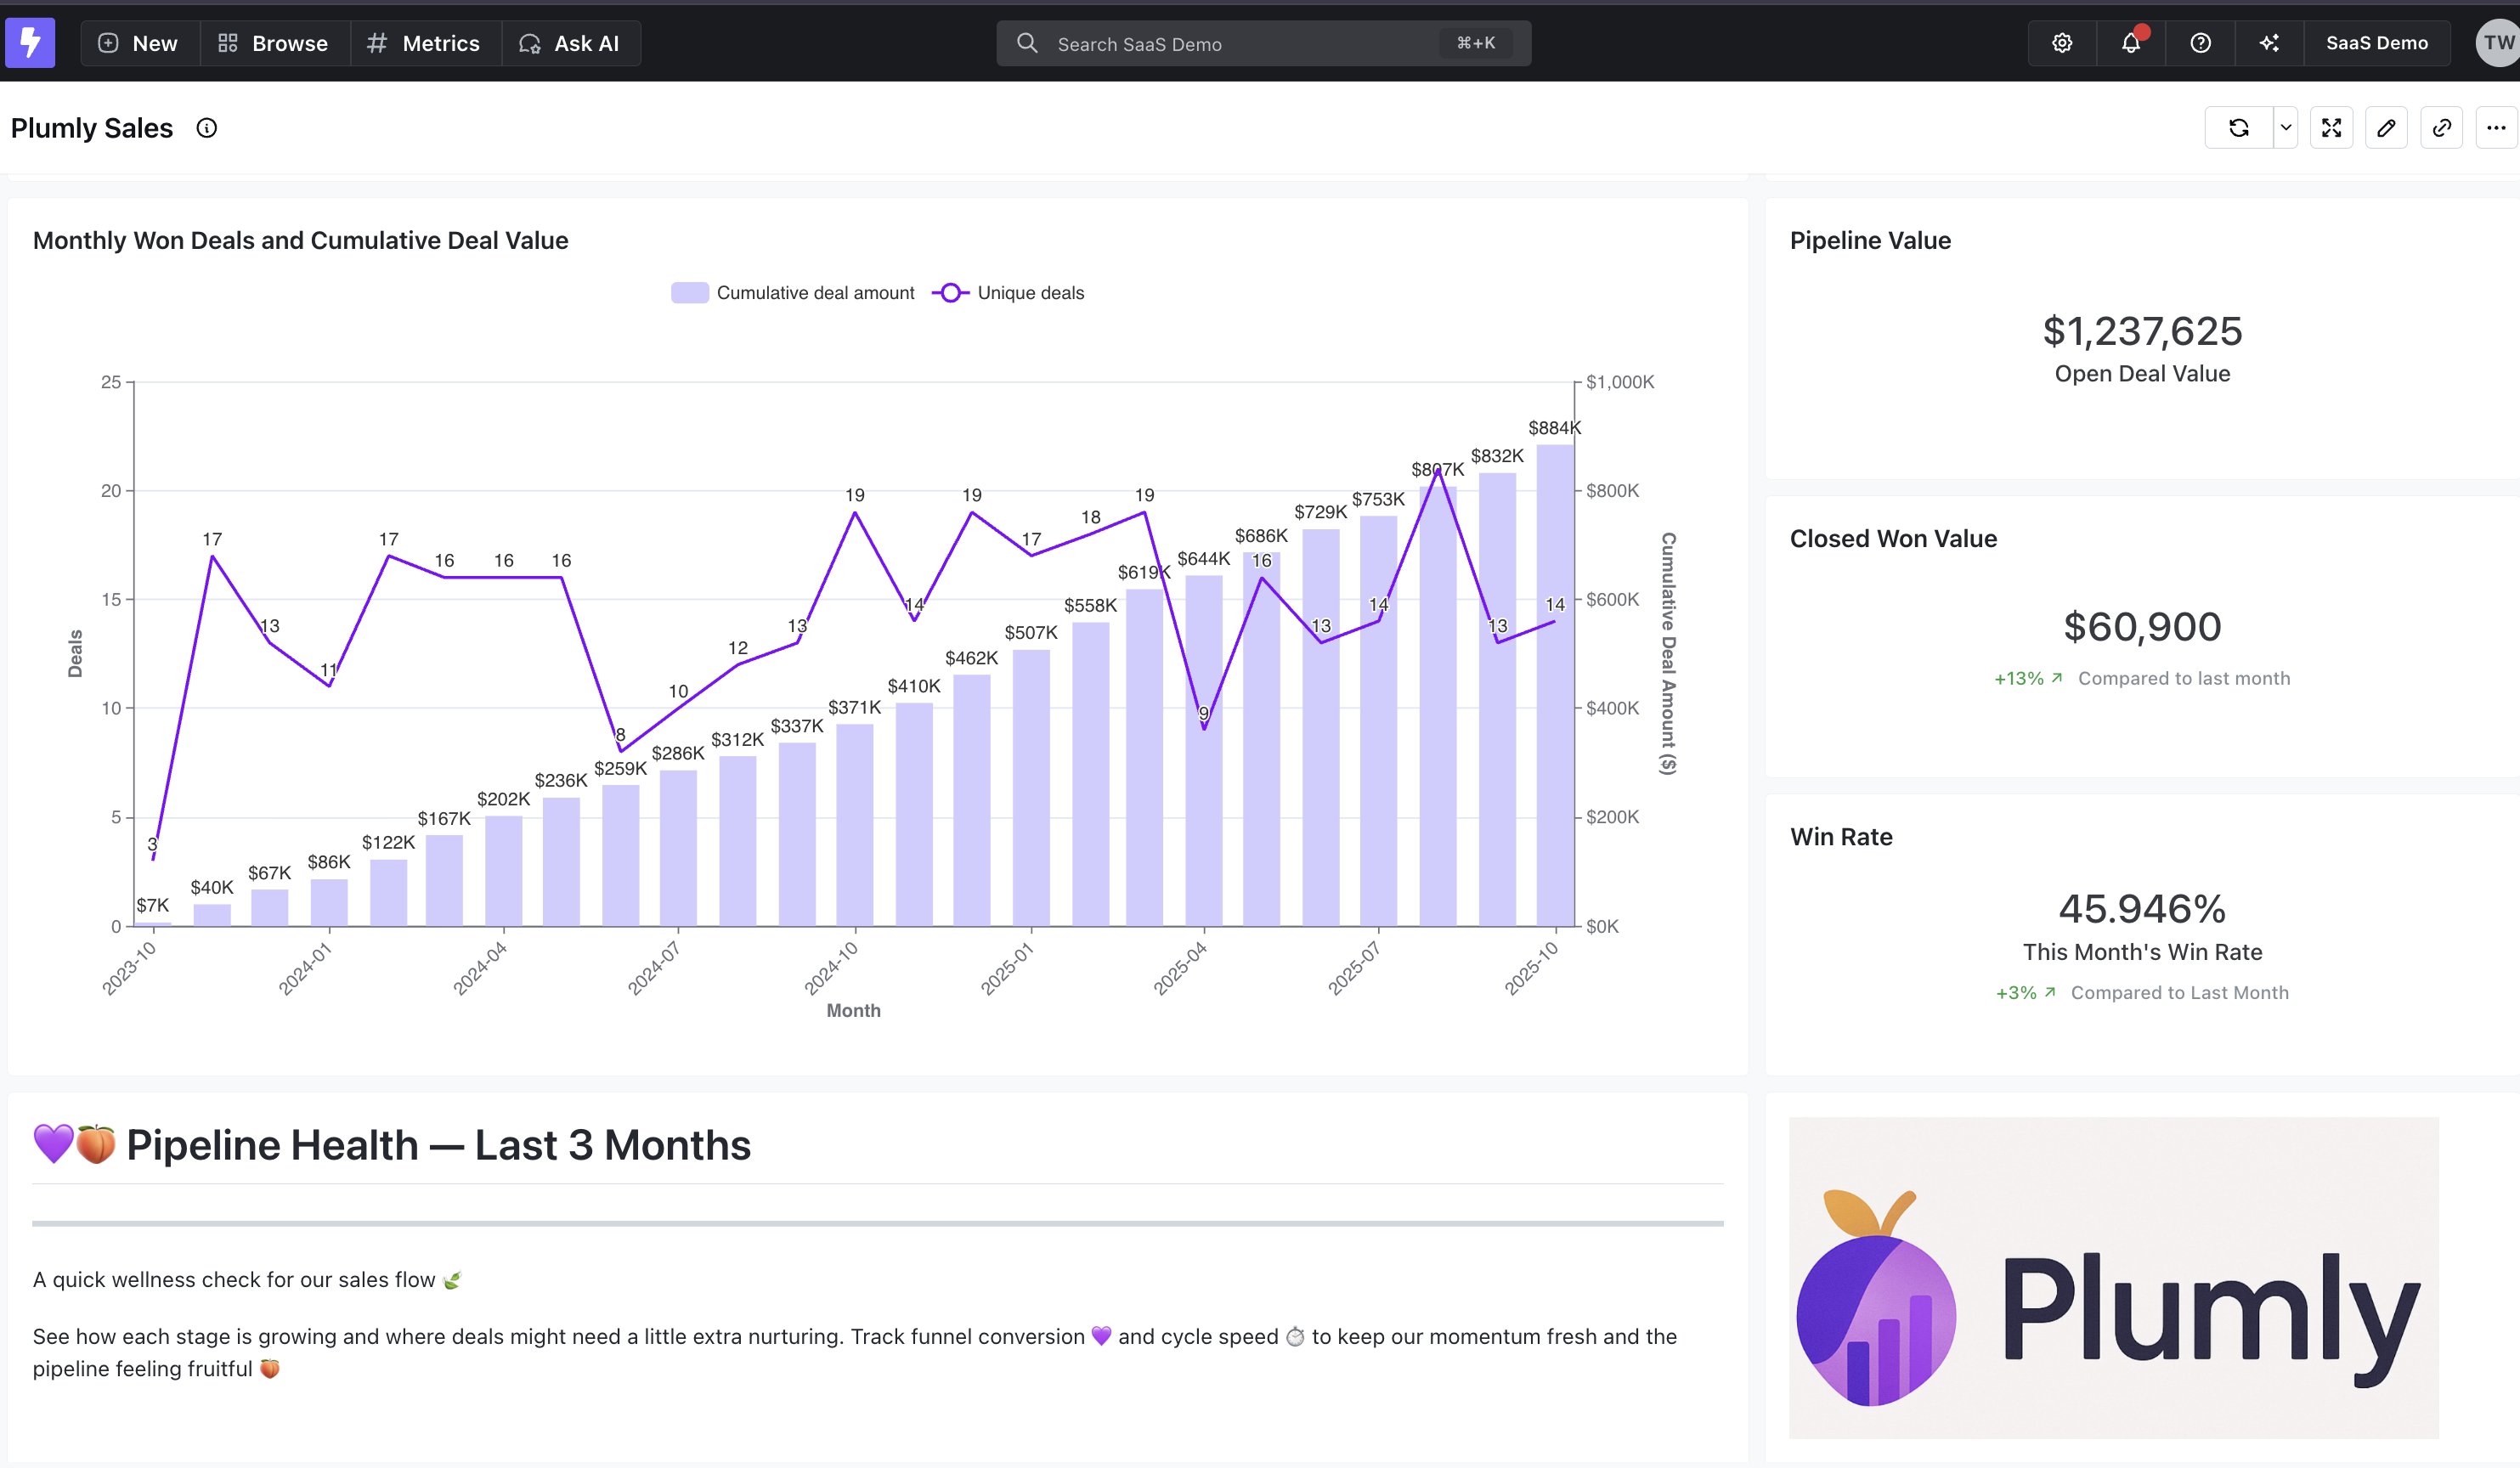 New
Browse
Metrics
Ask AI
Search SaaS Demo
⌘+K
SaaS Demo
TW
Plumly Sales
Monthly Won Deals and Cumulative Deal Value
Cumulative deal amount
Unique deals
25
20
15
10
5
0
Deals
$1,000K
$800K
$600K
$400K
$200K
$0K
Cumulative Deal Amount ($)
3
17
13
11
17
16
16
16
8
10
12
13
19
14
19
17
18
19
9
16
13
14
13
14
$7K
$40K
$67K
$86K
$122K
$167K
$202K
$236K
$259K
$286K
$312K
$337K
$371K
$410K
$462K
$507K
$558K
$619K
$644K
$686K
$729K
$753K
$807K
$832K
$884K
2023-10
2024-01
2024-04
2024-07
2024-10
2025-01
2025-04
2025-07
2025-10
Month
Pipeline Value
$1,237,625
Open Deal Value
Closed Won Value
$60,900
+13% ↗ Compared to last month
Win Rate
45.946%
This Month's Win Rate
+3% ↗ Compared to Last Month
💜🍑 Pipeline Health — Last 3 Months
A quick wellness check for our sales flow 🍃
See how each stage is growing and where deals might need a little extra nurturing. Track funnel conversion 💜 and cycle speed ⏱️ to keep our momentum fresh and the
pipeline feeling fruitful 🍑
Plumly